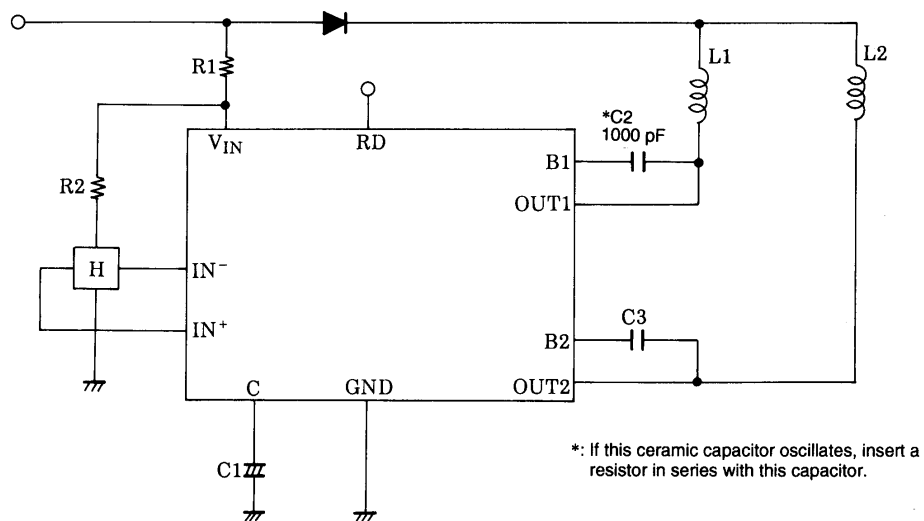 L1
L2
R1
*C2
1000 pF
V_IN
RD
B1
R2
OUT1
H
IN⁻
IN⁺
C3
B2
C
GND
OUT2
C1
*: If this ceramic capacitor oscillates, insert a
resistor in series with this capacitor.